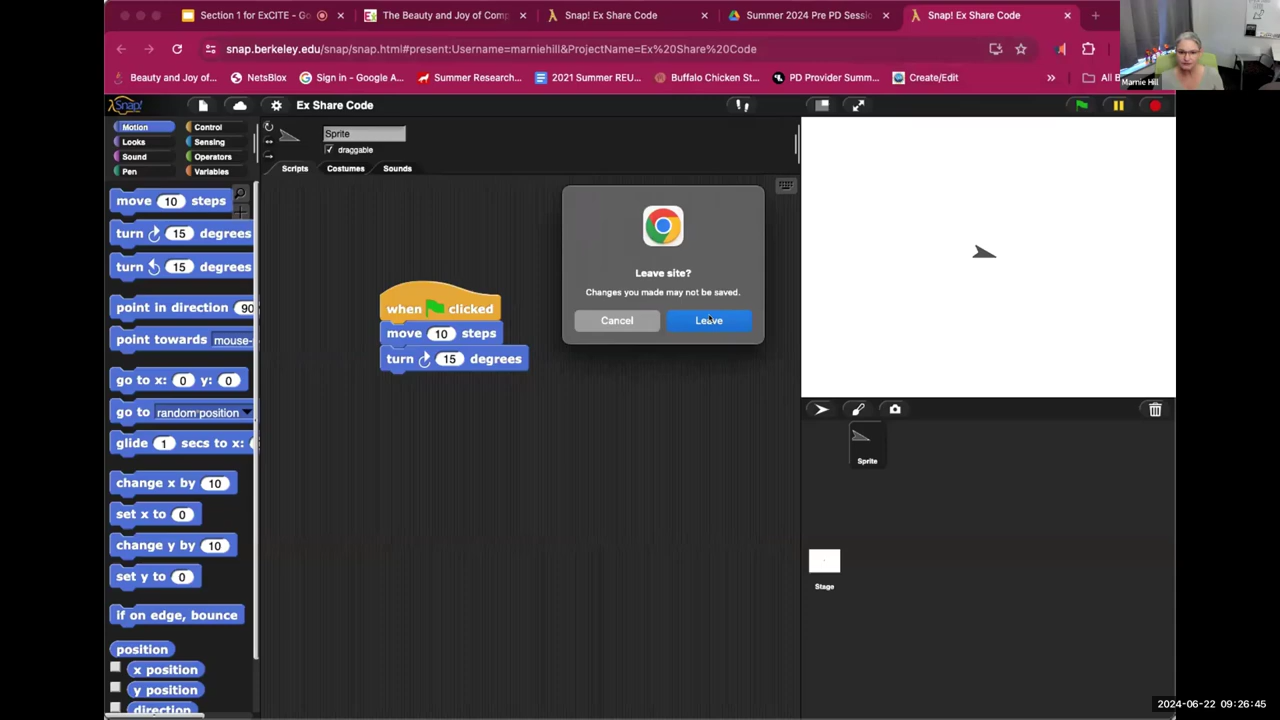 Section 1 for ExCITE - Go
The Beauty and Joy of Comp
Snap! Ex Share Code
Summer 2024 Pre PD Sessi
Snap! Ex Share Code
snap.berkeley.edu/snap/snap.html#present:Username=marniehill&ProjectName=Ex%20Share%20Code
Beauty and Joy of...
NetsBlox
Sign in - Google A...
Summer Research...
2021 Summer REU...
Buffalo Chicken St...
PD Provider Summ...
Create/Edit
»
All B
Marnie Hill
Snap!
Ex Share Code
Motion
Control
Looks
Sensing
Sound
Operators
Pen
Variables
Sprite
draggable
Scripts
Costumes
Sounds
move 10 steps
turn 15 degrees
turn 15 degrees
point in direction 90
point towards mouse-
go to x: 0 y: 0
go to random position
glide 1 secs to x:
change x by 10
set x to 0
change y by 10
set y to 0
if on edge, bounce
position
x position
y position
direction
when clicked
move 10 steps
turn 15 degrees
Leave site?
Changes you made may not be saved.
Cancel
Leave
Sprite
Stage
2024-06-22 09:26:45